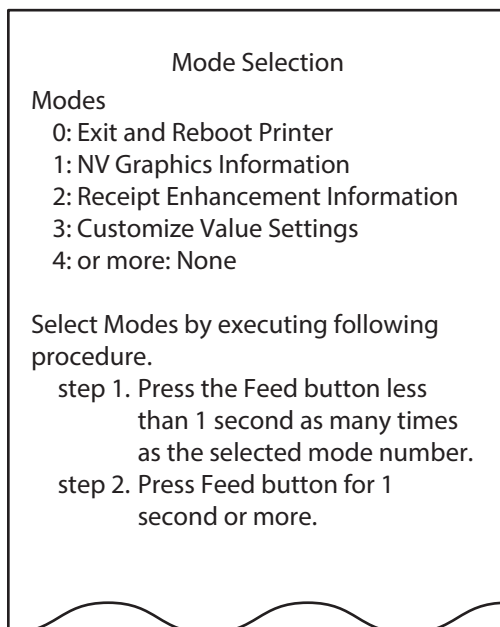 Mode Selection
Modes
0: Exit and Reboot Printer
1: NV Graphics Information
2: Receipt Enhancement Information
3: Customize Value Settings
4: or more: None
Select Modes by executing following
procedure.
step 1. Press the Feed button less
than 1 second as many times
as the selected mode number.
step 2. Press Feed button for 1
second or more.